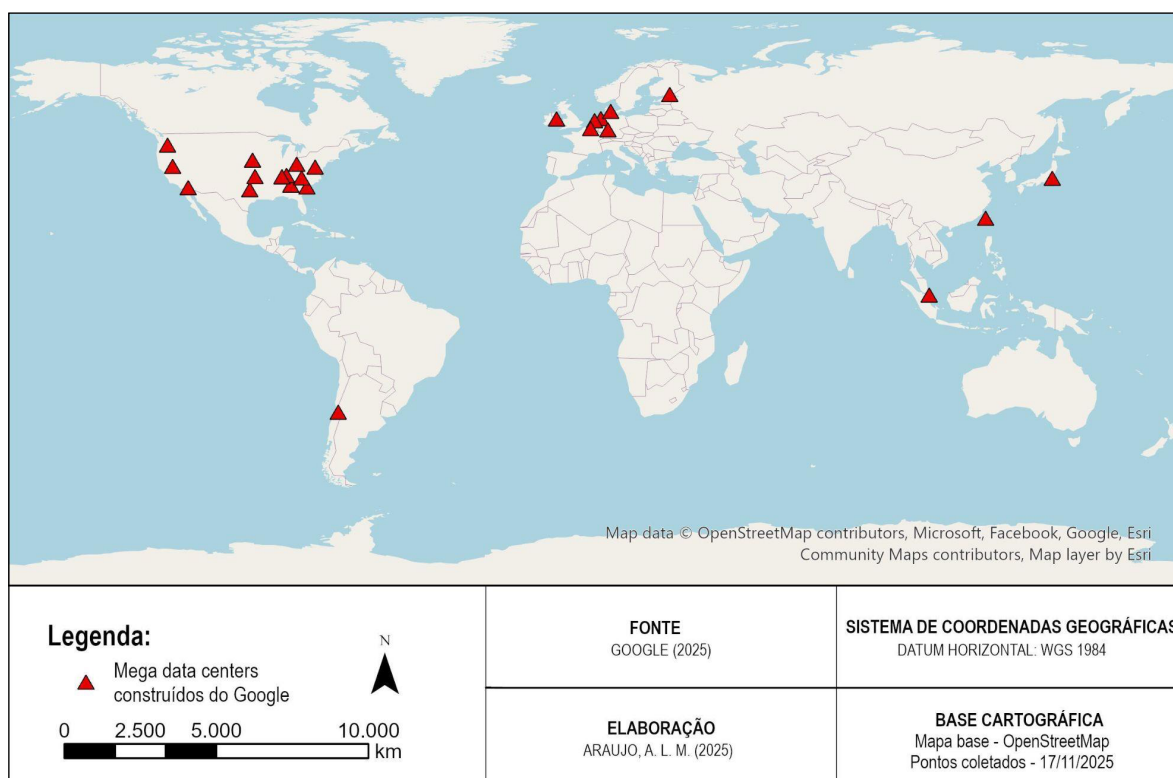 Map data © OpenStreetMap contributors, Microsoft, Facebook, Google, Esri
Community Maps contributors, Map layer by Esri
Legenda:
Mega data centers
construídos do Google
N
0 2.500 5.000 10.000
km
FONTE
GOOGLE (2025)
SISTEMA DE COORDENADAS GEOGRÁFICAS
DATUM HORIZONTAL: WGS 1984
ELABORAÇÃO
ARAUJO, A. L. M. (2025)
BASE CARTOGRÁFICA
Mapa base - OpenStreetMap
Pontos coletados - 17/11/2025